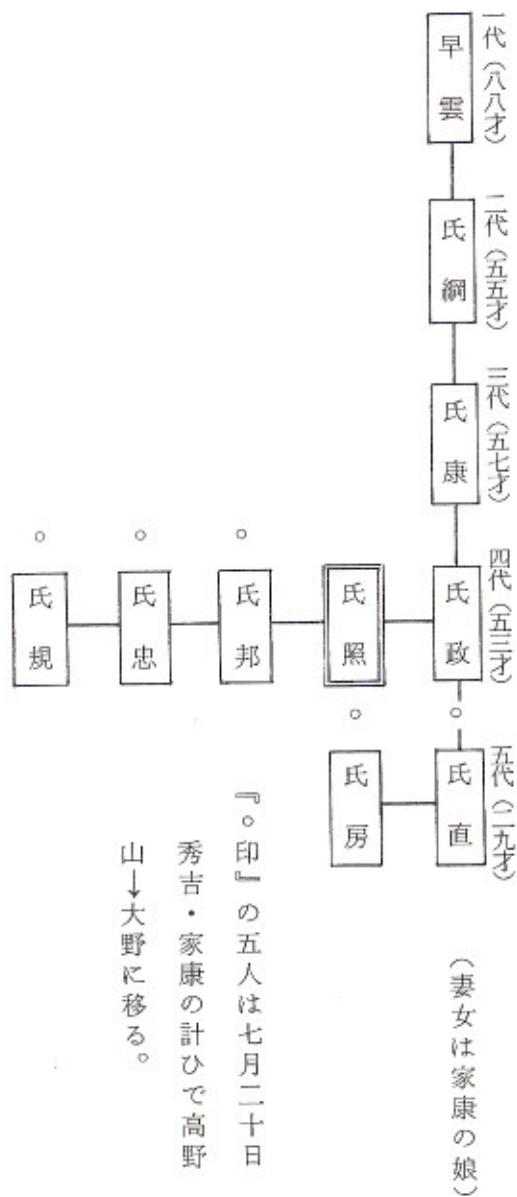 一代（八八才）
早雲
二代（五五才）
氏綱
三代（五七才）
氏康
四代（五三才）
氏政
氏照
○
氏邦
○
氏忠
○
氏規
五代（二九才）
○
氏直
○
氏房
（妻女は家康の娘）
『○印』の五人は七月二十日
秀吉・家康の計ひで高野
山→大野に移る。